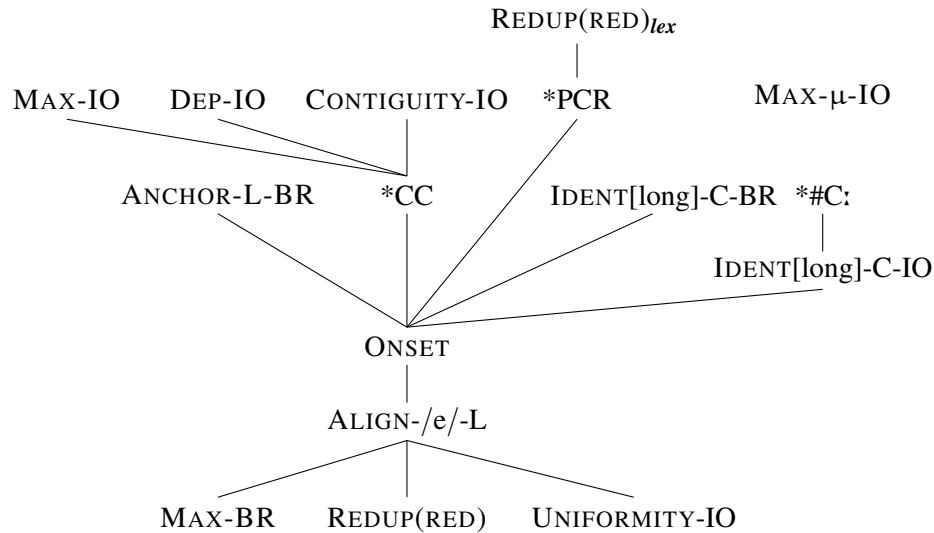 REDUP(RED)lex
MAX-IO DEP-IO CONTIGUITY-IO *PCR MAX-μ-IO
ANCHOR-L-BR *CC IDENT[long]-C-BR *#Cː
IDENT[long]-C-IO
ONSET
ALIGN-/e/-L
MAX-BR REDUP(RED) UNIFORMITY-IO